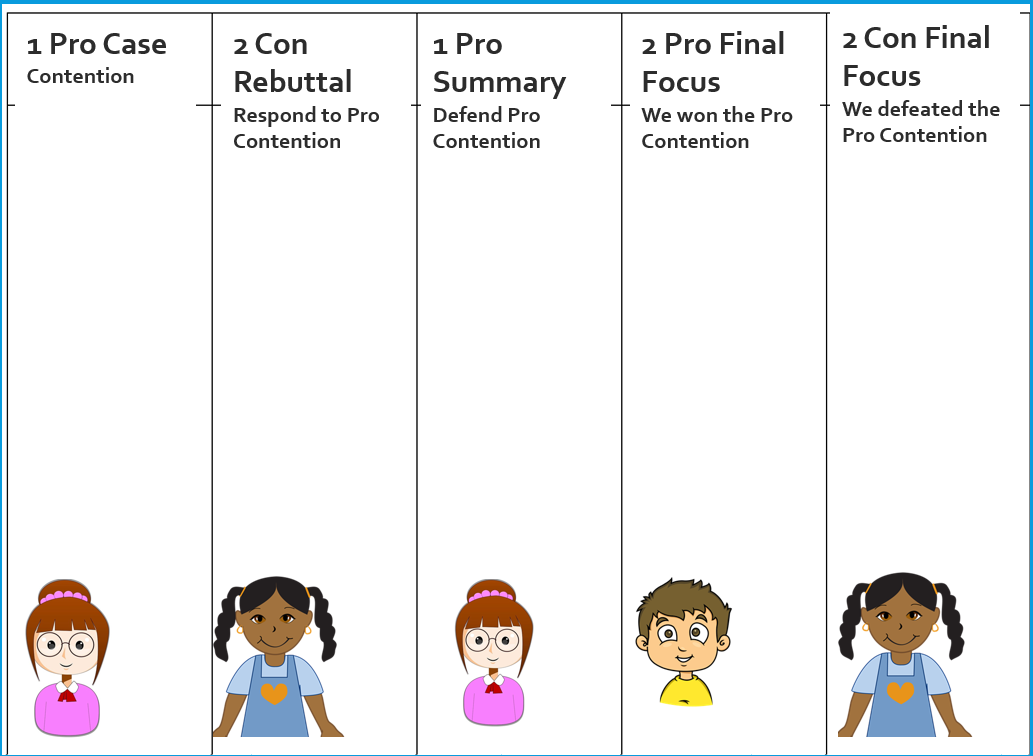 1 Pro Case
Contention
2 Con
Rebuttal
Respond to Pro
Contention
1 Pro
Summary
Defend Pro
Contention
2 Pro Final
Focus
We won the Pro
Contention
2 Con Final
Focus
We defeated the
Pro Contention